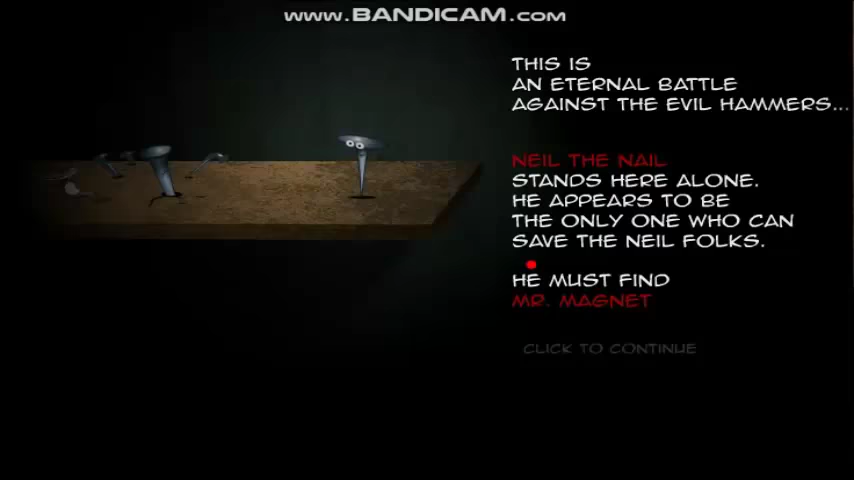 www.BANDICAM.com
THIS IS
AN ETERNAL BATTLE
AGAINST THE EVIL HAMMERS...
NEIL THE NAIL
STANDS HERE ALONE.
HE APPEARS TO BE
THE ONLY ONE WHO CAN
SAVE THE NEIL FOLKS.
HE MUST FIND
MR. MAGNET
CLICK TO CONTINUE